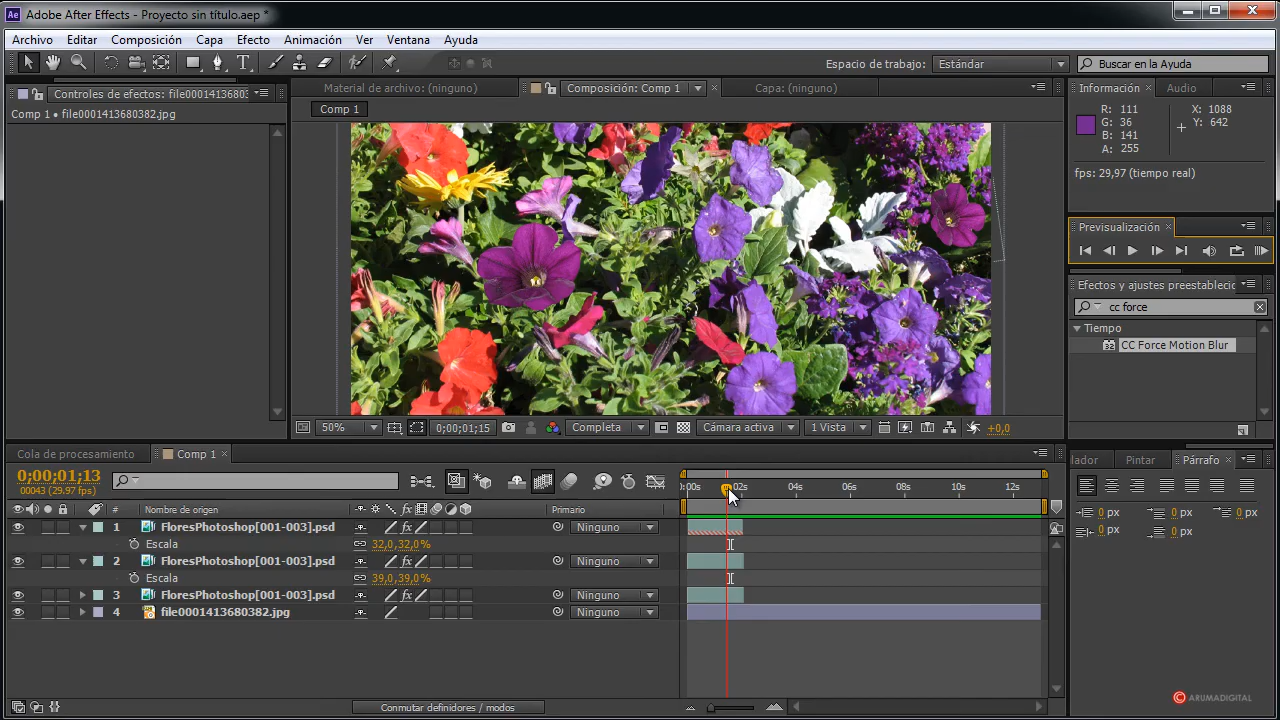 Ae Adobe After Effects - Proyecto sin título.aep *
Archivo Editar Composición Capa Efecto Animación Ver Ventana Ayuda
Espacio de trabajo: Estándar Buscar en la Ayuda
Controles de efectos: file0001413680
Material de archivo: (ninguno) Composición: Comp 1 Capa: (ninguno) Información Audio
Comp 1 • file0001413680382.jpg
Comp 1
R: 111
G: 36
B: 141
A: 255
X: 1088
Y: 642
fps: 29,97 (tiempo real)
Previsualización
Efectos y ajustes preestablecid
cc force
Tiempo
CC Force Motion Blur
50% 0;00;01;15 Completa Cámara activa 1 Vista +0,0
Cola de procesamiento Comp 1
lador Pintar Párrafo
0;00;01;13
00043 (29.97 fps)
:00s 02s 04s 06s 08s 10s 12s
# Nombre de origen Primario
1 FloresPhotoshop[001-003].psd Ninguno
Escala 32,0,32,0%
2 FloresPhotoshop[001-003].psd Ninguno
Escala 39,0,39,0%
3 FloresPhotoshop[001-003].psd Ninguno
4 file0001413680382.jpg Ninguno
0 px 0 px 0 px
0 px 0 px
Conmutar definidores / modos
© ARUMADIGITAL